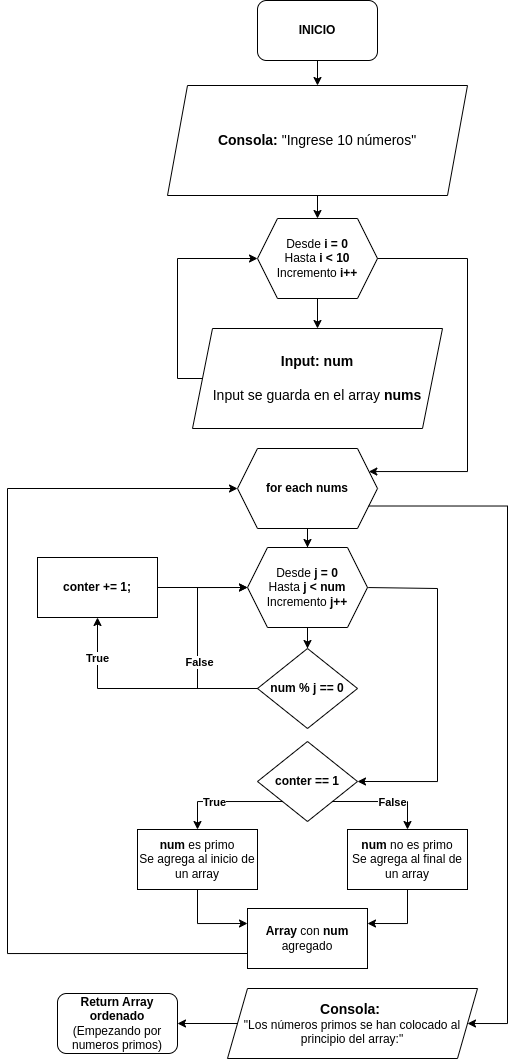 INICIO
Consola: "Ingrese 10 números"
Desde i = 0
Hasta i < 10
Incremento i++
Input: num
Input se guarda en el array nums
for each nums
conter += 1;
Desde j = 0
Hasta j < num
Incremento j++
True
False
num % j == 0
conter == 1
True
False
num es primo
Se agrega al inicio de
un array
num no es primo
Se agrega al final de
un array
Array con num
agregado
Return Array
ordenado
(Empezando por
numeros primos)
Consola:
"Los números primos se han colocado al
principio del array:"